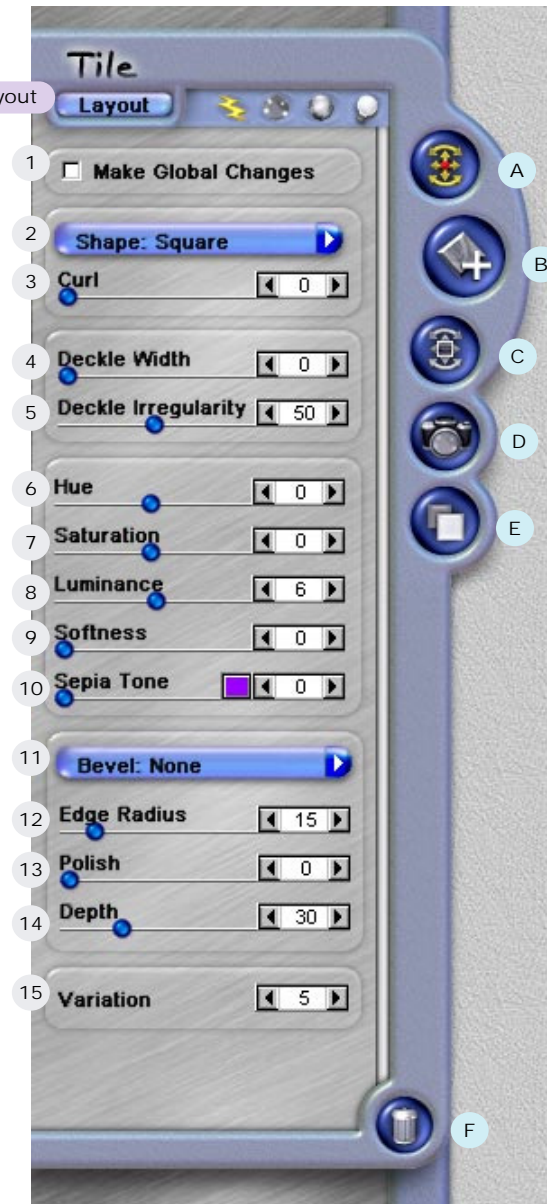 Tile
yout
Layout
1 Make Global Changes A
2 Shape: Square B
3 Curl 0
4 Deckle Width 0 C
5 Deckle Irregularity 50 D
6 Hue 0 E
7 Saturation 0
8 Luminance 6
9 Softness 0
10 Sepia Tone 0
11 Bevel: None
12 Edge Radius 15
13 Polish 0
14 Depth 30
15 Variation 5
F